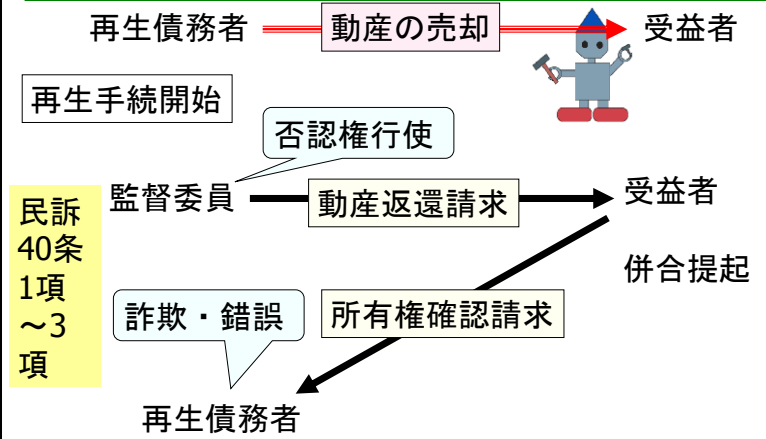 再生債務者
動産の売却
受益者
再生手続開始
否認権行使
監督委員
動産返還請求
受益者
民訴
40条
1項
～3
項
併合提起
詐欺・錯誤
所有権確認請求
再生債務者